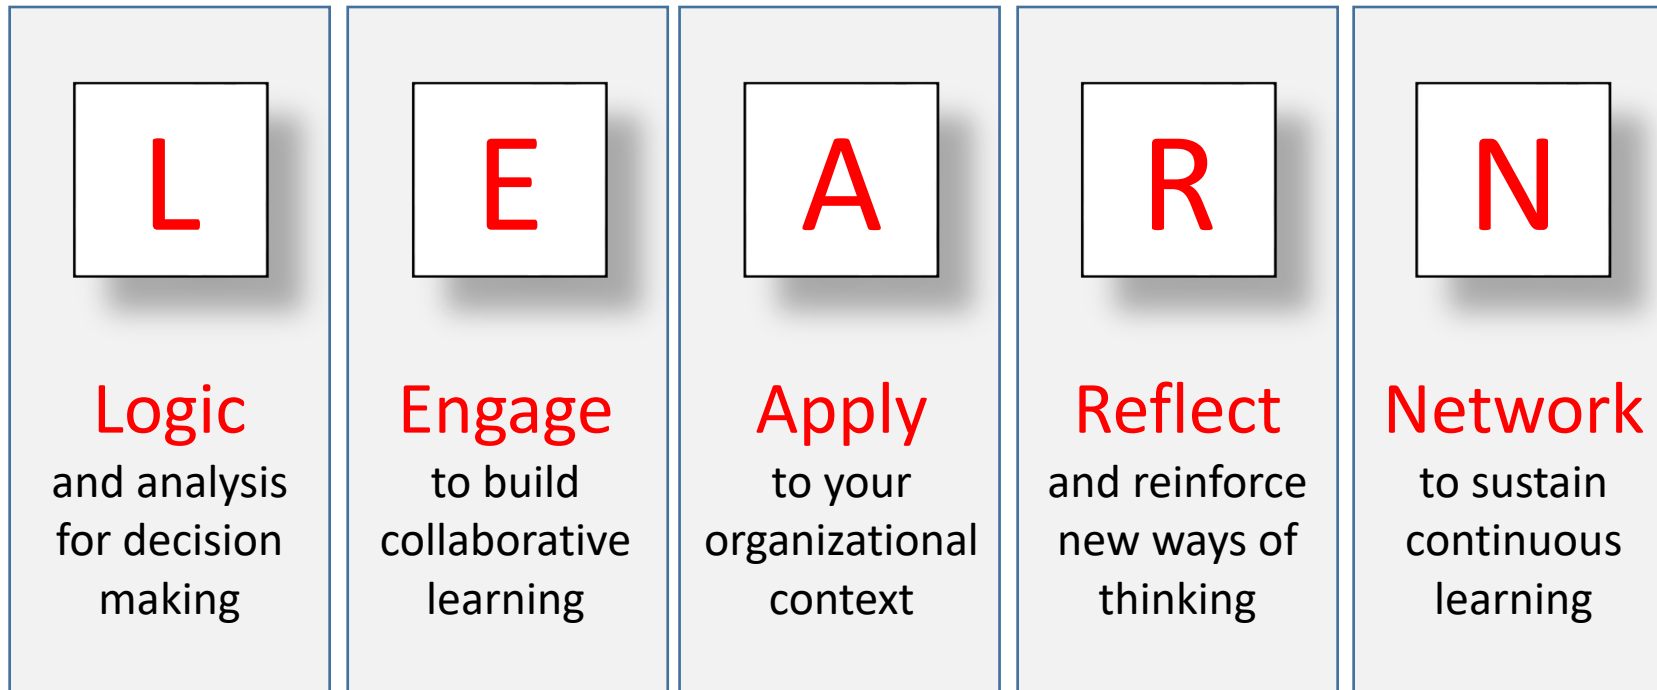 L
Logic
and analysis
for decision
making
E
Engage
to build
collaborative
learning
A
Apply
to your
organizational
context
R
Reflect
and reinforce
new ways of
thinking
N
Network
to sustain
continuous
learning